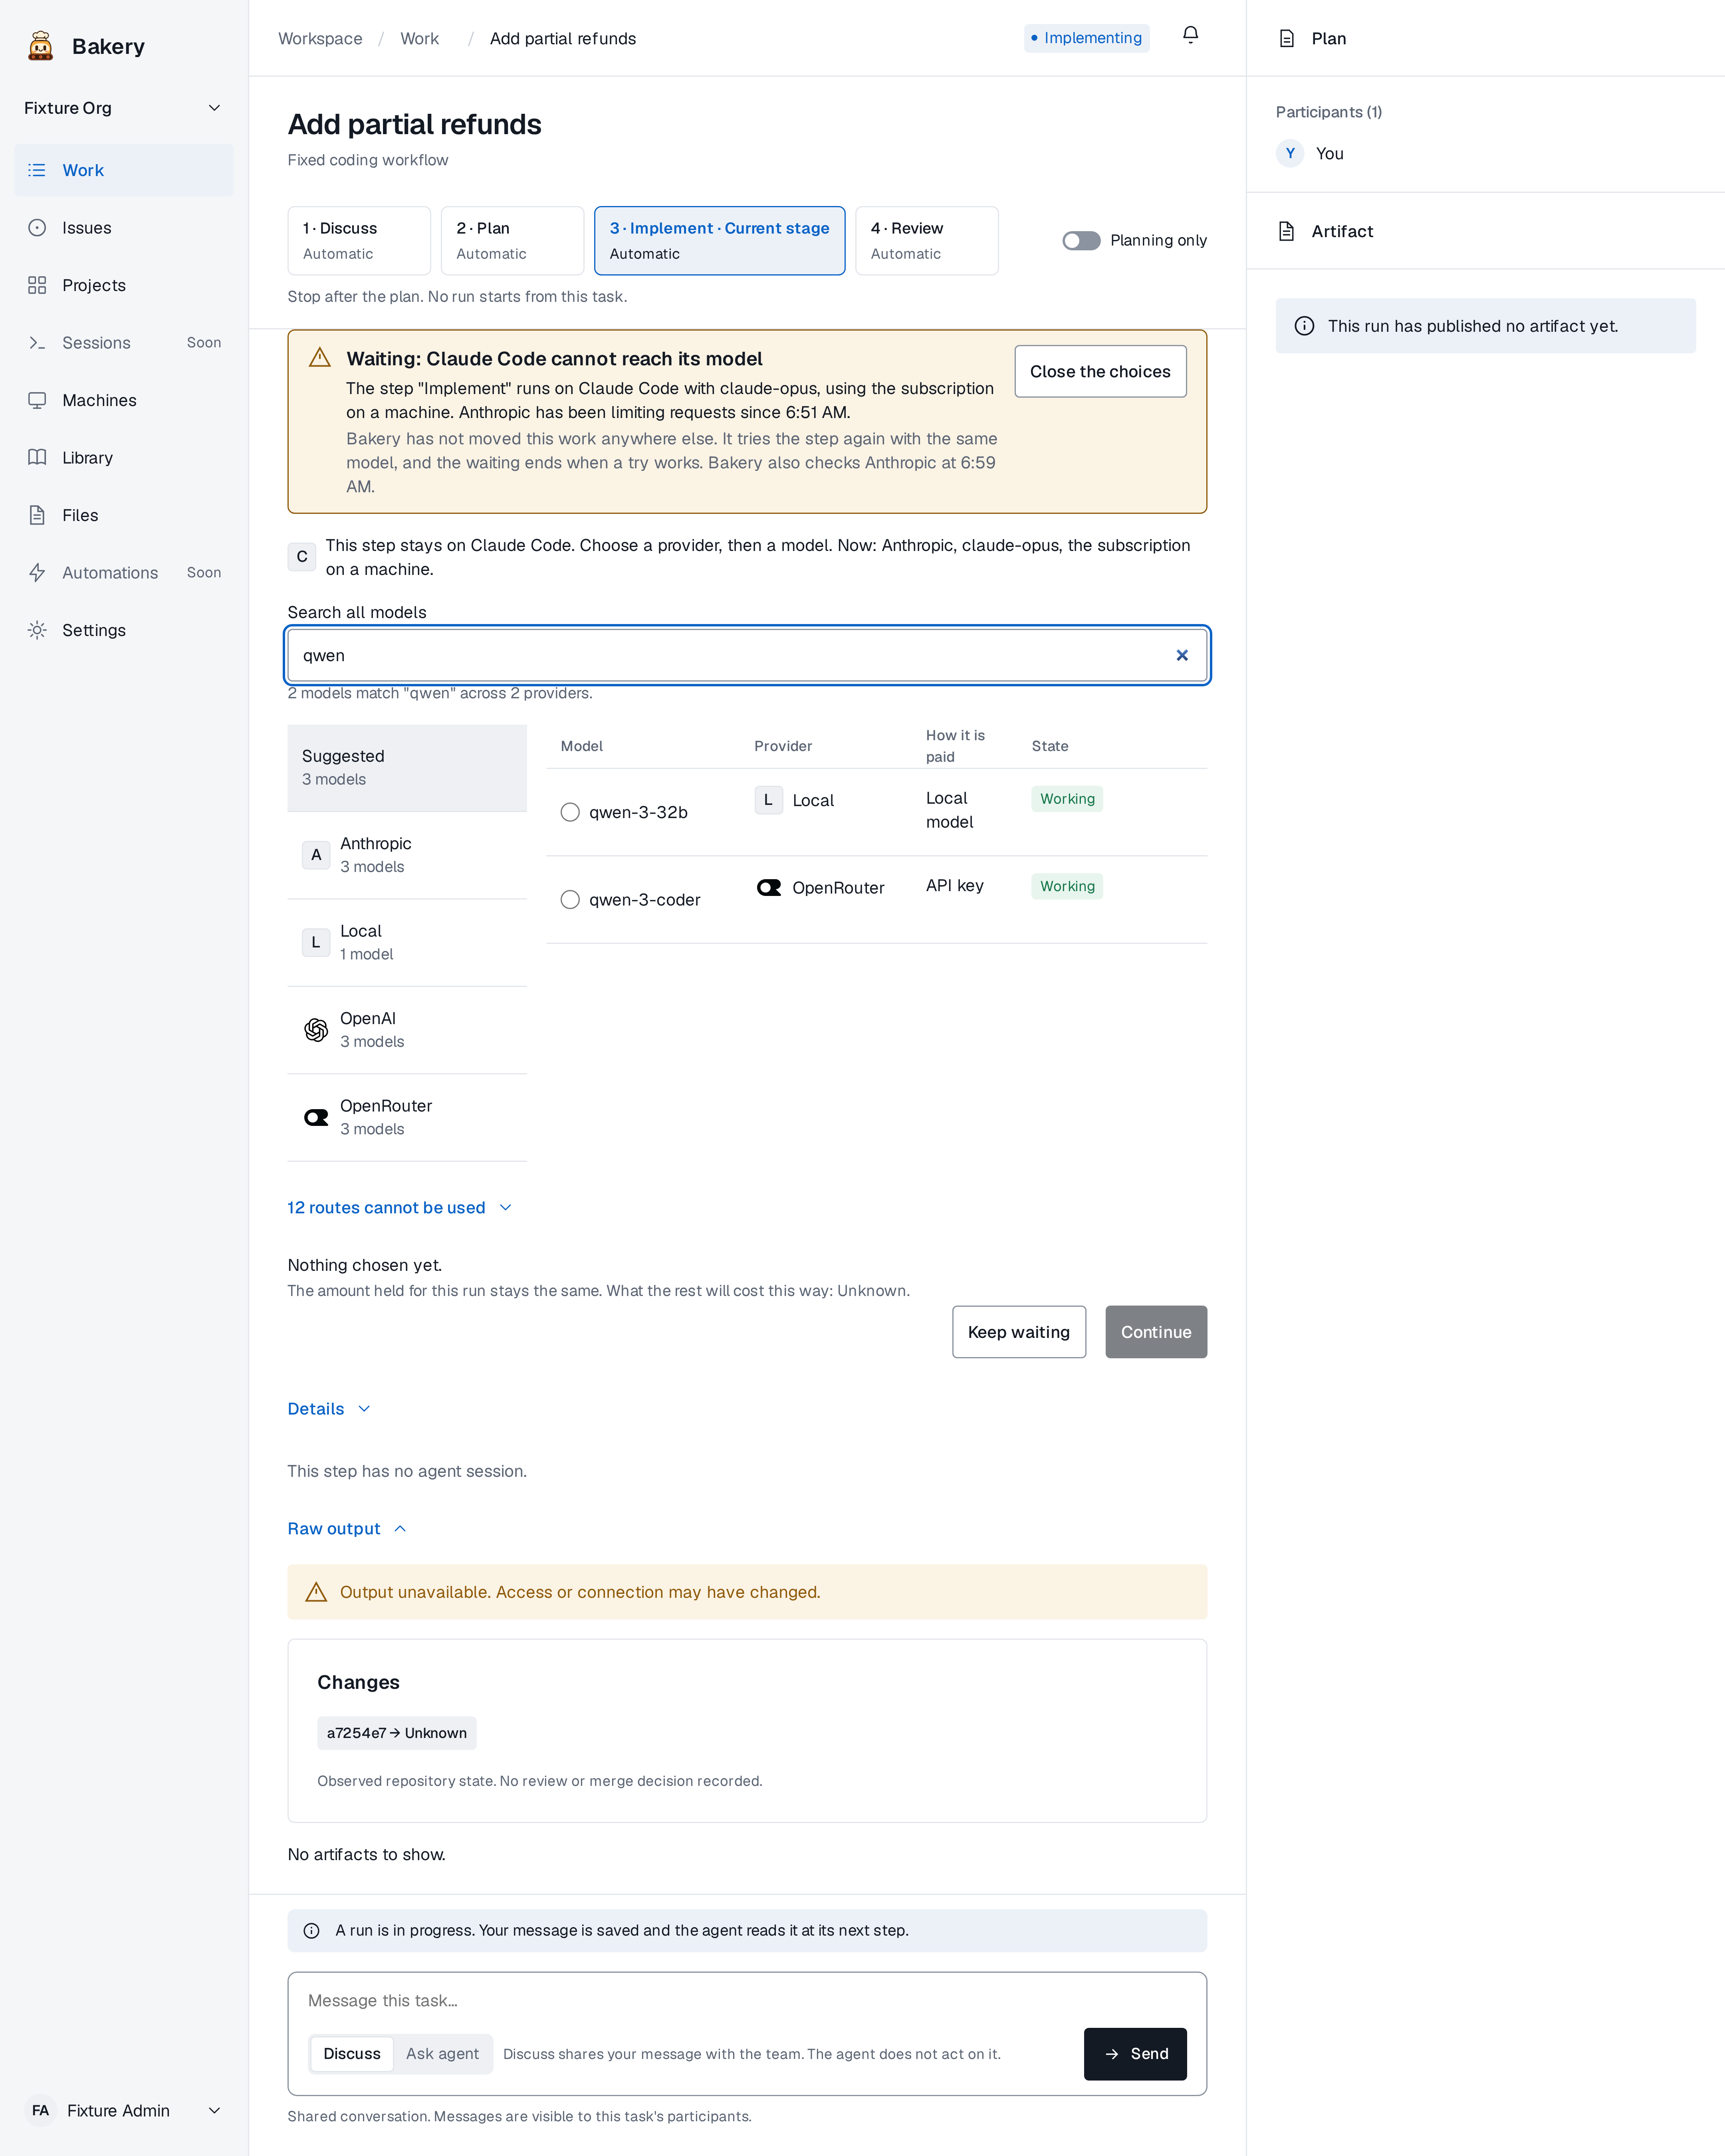 Bakery
Fixture Org
Work
Issues
Projects
Sessions Soon
Machines
Library
Files
Automations Soon
Settings
FA Fixture Admin
Workspace / Work / Add partial refunds
Implementing
Add partial refunds
Fixed coding workflow
1 · Discuss
Automatic
2 · Plan
Automatic
3 · Implement · Current stage
Automatic
4 · Review
Automatic
Planning only
Stop after the plan. No run starts from this task.
Waiting: Claude Code cannot reach its model
The step "Implement" runs on Claude Code with claude-opus, using the subscription
on a machine. Anthropic has been limiting requests since 6:51 AM.
Bakery has not moved this work anywhere else. It tries the step again with the same
model, and the waiting ends when a try works. Bakery also checks Anthropic at 6:59
AM.
Close the choices
C
This step stays on Claude Code. Choose a provider, then a model. Now: Anthropic, claude-opus, the subscription
on a machine.
Search all models
qwen
2 models match "qwen" across 2 providers.
Suggested
3 models
A
Anthropic
3 models
L
Local
1 model
OpenAI
3 models
OpenRouter
3 models
Model Provider How it is paid State
qwen-3-32b L Local Local model Working
qwen-3-coder OpenRouter API key Working
12 routes cannot be used
Nothing chosen yet.
The amount held for this run stays the same. What the rest will cost this way: Unknown.
Keep waiting
Continue
Details
This step has no agent session.
Raw output
Output unavailable. Access or connection may have changed.
Changes
a7254e7 → Unknown
Observed repository state. No review or merge decision recorded.
No artifacts to show.
A run is in progress. Your message is saved and the agent reads it at its next step.
Message this task…
Discuss Ask agent Discuss shares your message with the team. The agent does not act on it.
→ Send
Shared conversation. Messages are visible to this task's participants.
Plan
Participants (1)
Y You
Artifact
This run has published no artifact yet.